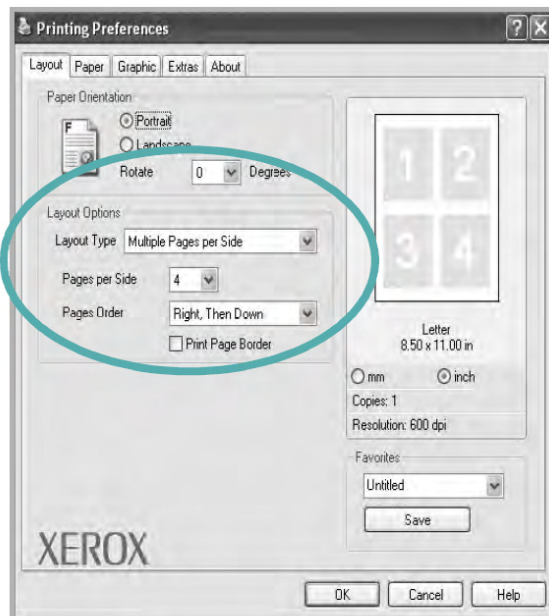 Printing Preferences
Layout Paper Graphic Extras About
Paper Orientation
F
Portrait
Landscape
Rotate 0 Degrees
Layout Options
Layout Type Multiple Pages per Side
Pages per Side 4
Pages Order Right, Then Down
Print Page Border
1 2
3 4
Letter
8.50 x 11.00 in
mm inch
Copies: 1
Resolution: 600 dpi
Favorites
Untitled
Save
XEROX
OK Cancel Help